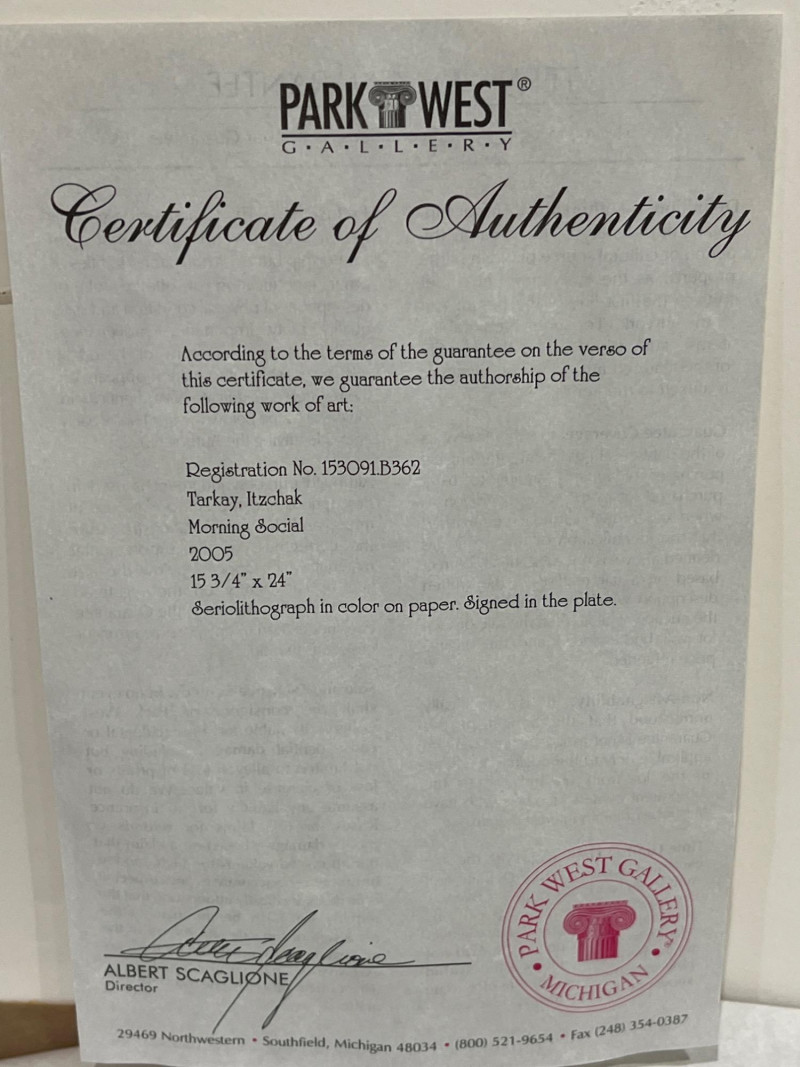 PARK WEST®
G·A·L·L·E·R·Y
Certificate of Authenticity
According to the terms of the guarantee on the verso of
this certificate, we guarantee the authorship of the
following work of art:
Registration No. 153091.B362
Tarkay, Itzchak
Morning Social
2005
15 3/4" x 24"
Seriolithograph in color on paper. Signed in the plate.
PARK WEST GALLERY®
• MICHIGAN •
ALBERT SCAGLIONE
Director
29469 Northwestern • Southfield, Michigan 48034 • (800) 521-9654 • Fax (248) 354-0387